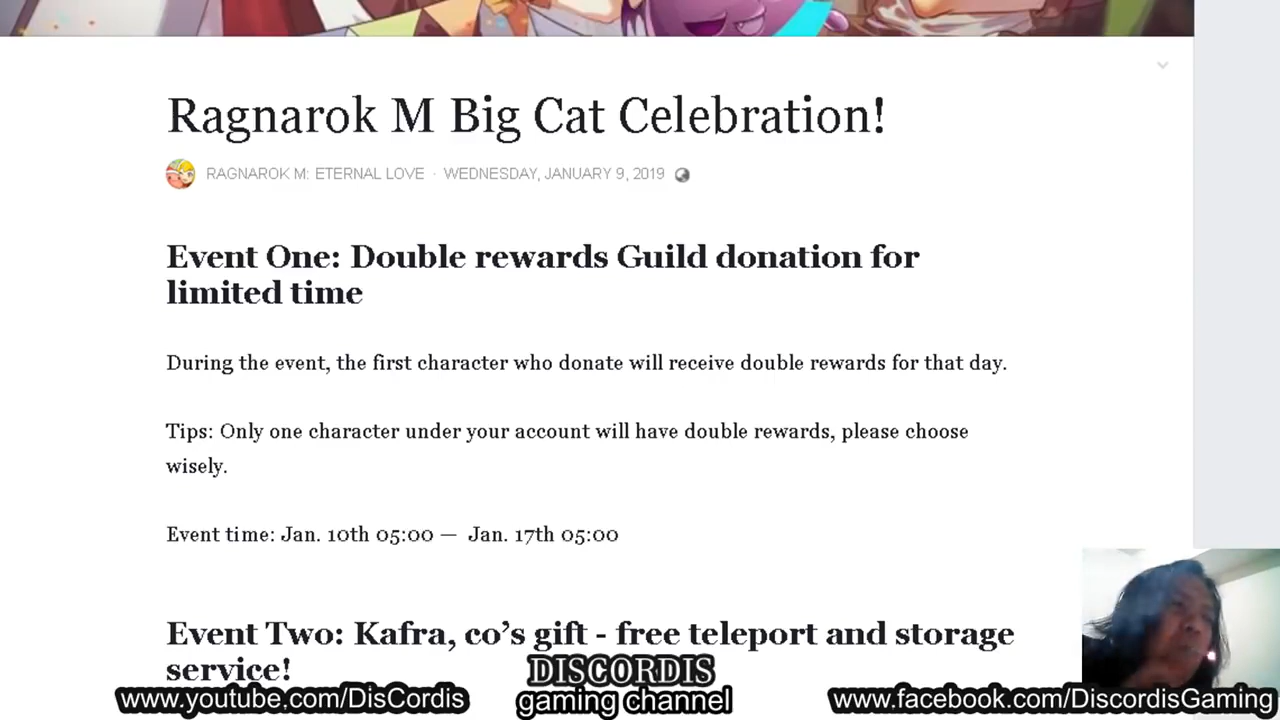 Ragnarok M Big Cat Celebration!
RAGNAROK M: ETERNAL LOVE · WEDNESDAY, JANUARY 9, 2019
Event One: Double rewards Guild donation for
limited time
During the event, the first character who donate will receive double rewards for that day.
Tips: Only one character under your account will have double rewards, please choose
wisely.
Event time: Jan. 10th 05:00 — Jan. 17th 05:00
Event Two: Kafra, co’s gift - free teleport and storage
service!
DISCORDIS
gaming channel
www.youtube.com/DisCordis
www.facebook.com/DiscordisGaming